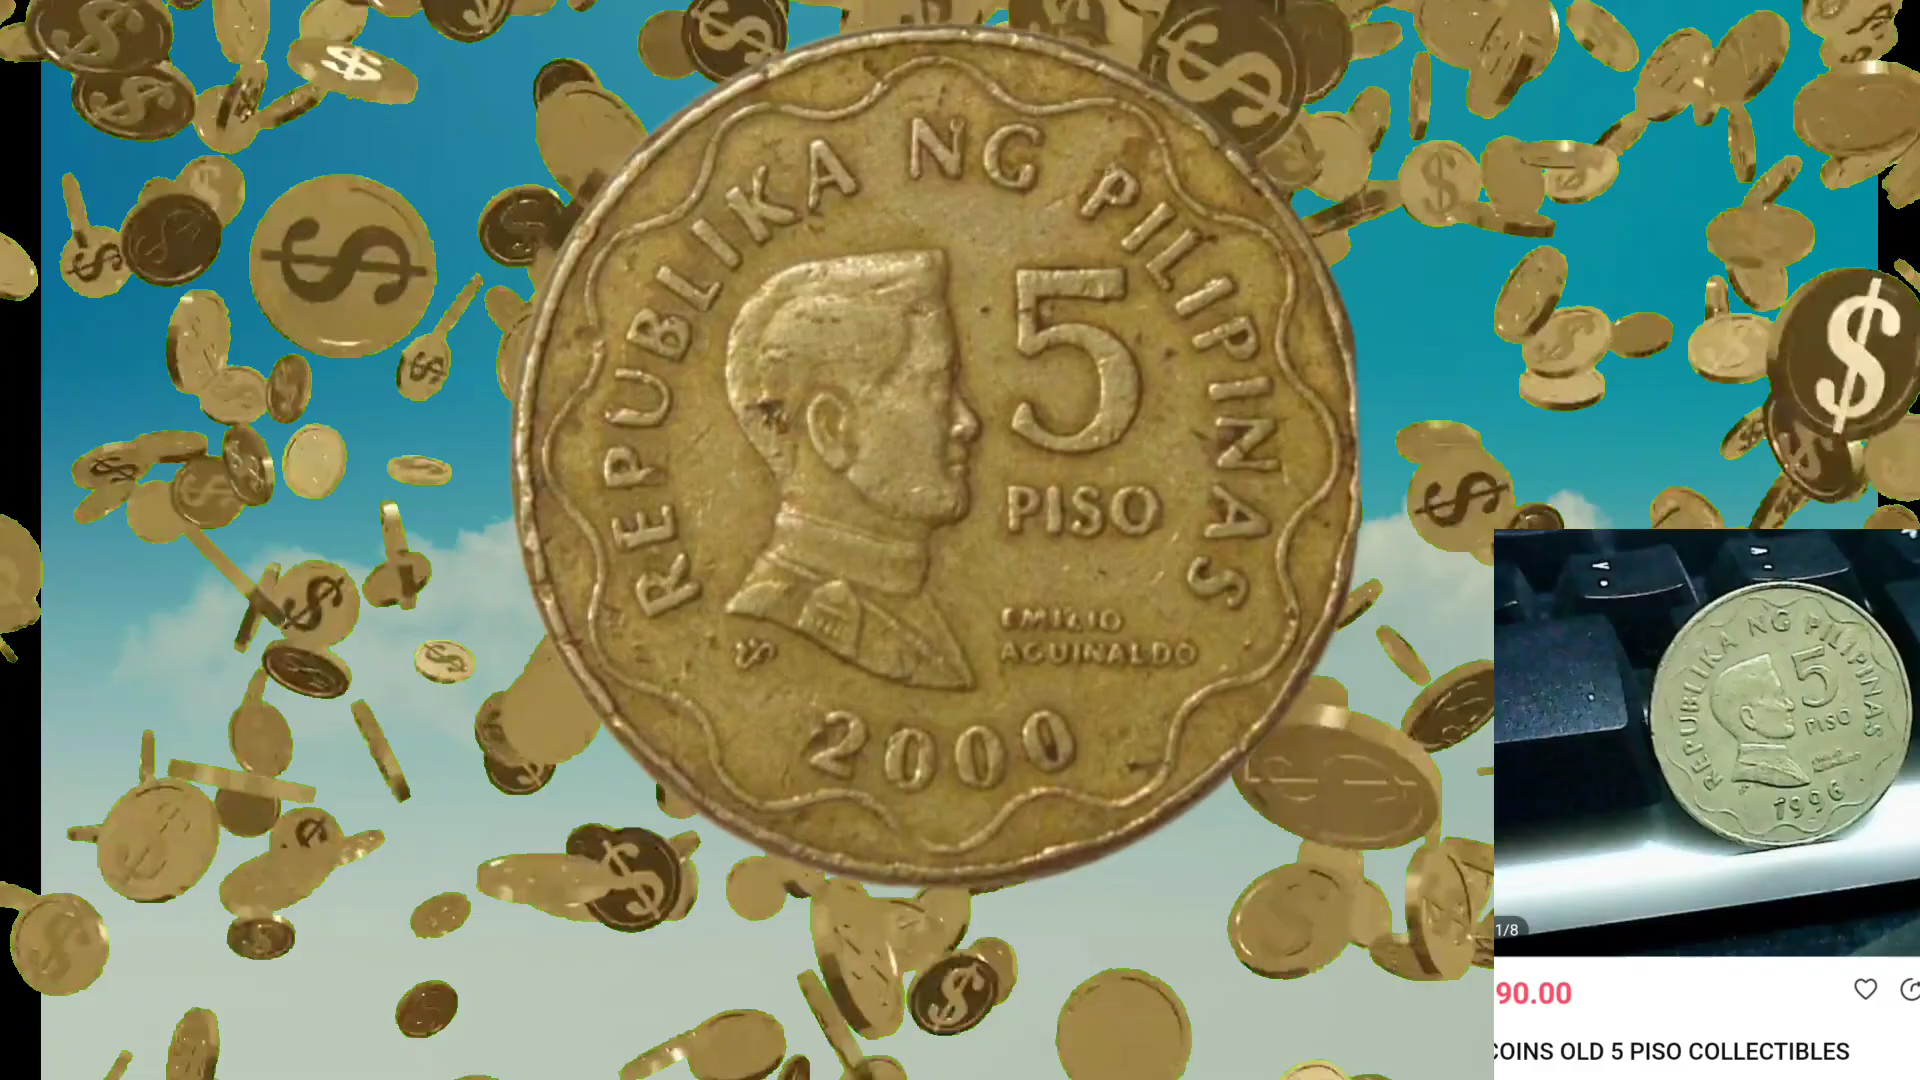 REPUBLIKA NG PILIPINAS
5
PISO
EMILIO
AGUINALDO
2000
REPUBLIKA NG PILIPINAS
5
PISO
1996
1/8
90.00
COINS OLD 5 PISO COLLECTIBLES